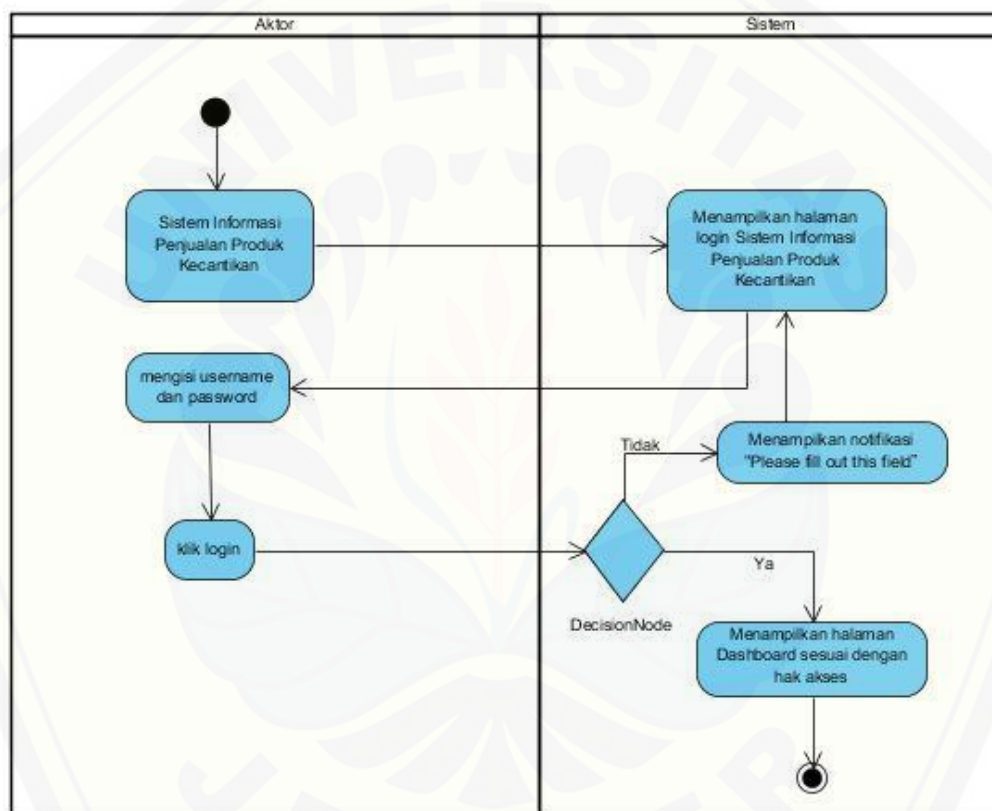 Aktor
Sistem
Sistem Informasi
Penjualan Produk
Kecantikan
Menampilkan halaman
login Sistem Informasi
Penjualan Produk
Kecantikan
mengisi username
dan password
Tidak
Menampilkan notifikasi
"Please fill out this field"
klik login
Ya
DecisionNode
Menampilkan halaman
Dashboard sesuai dengan
hak akses
UNIVERSITAS